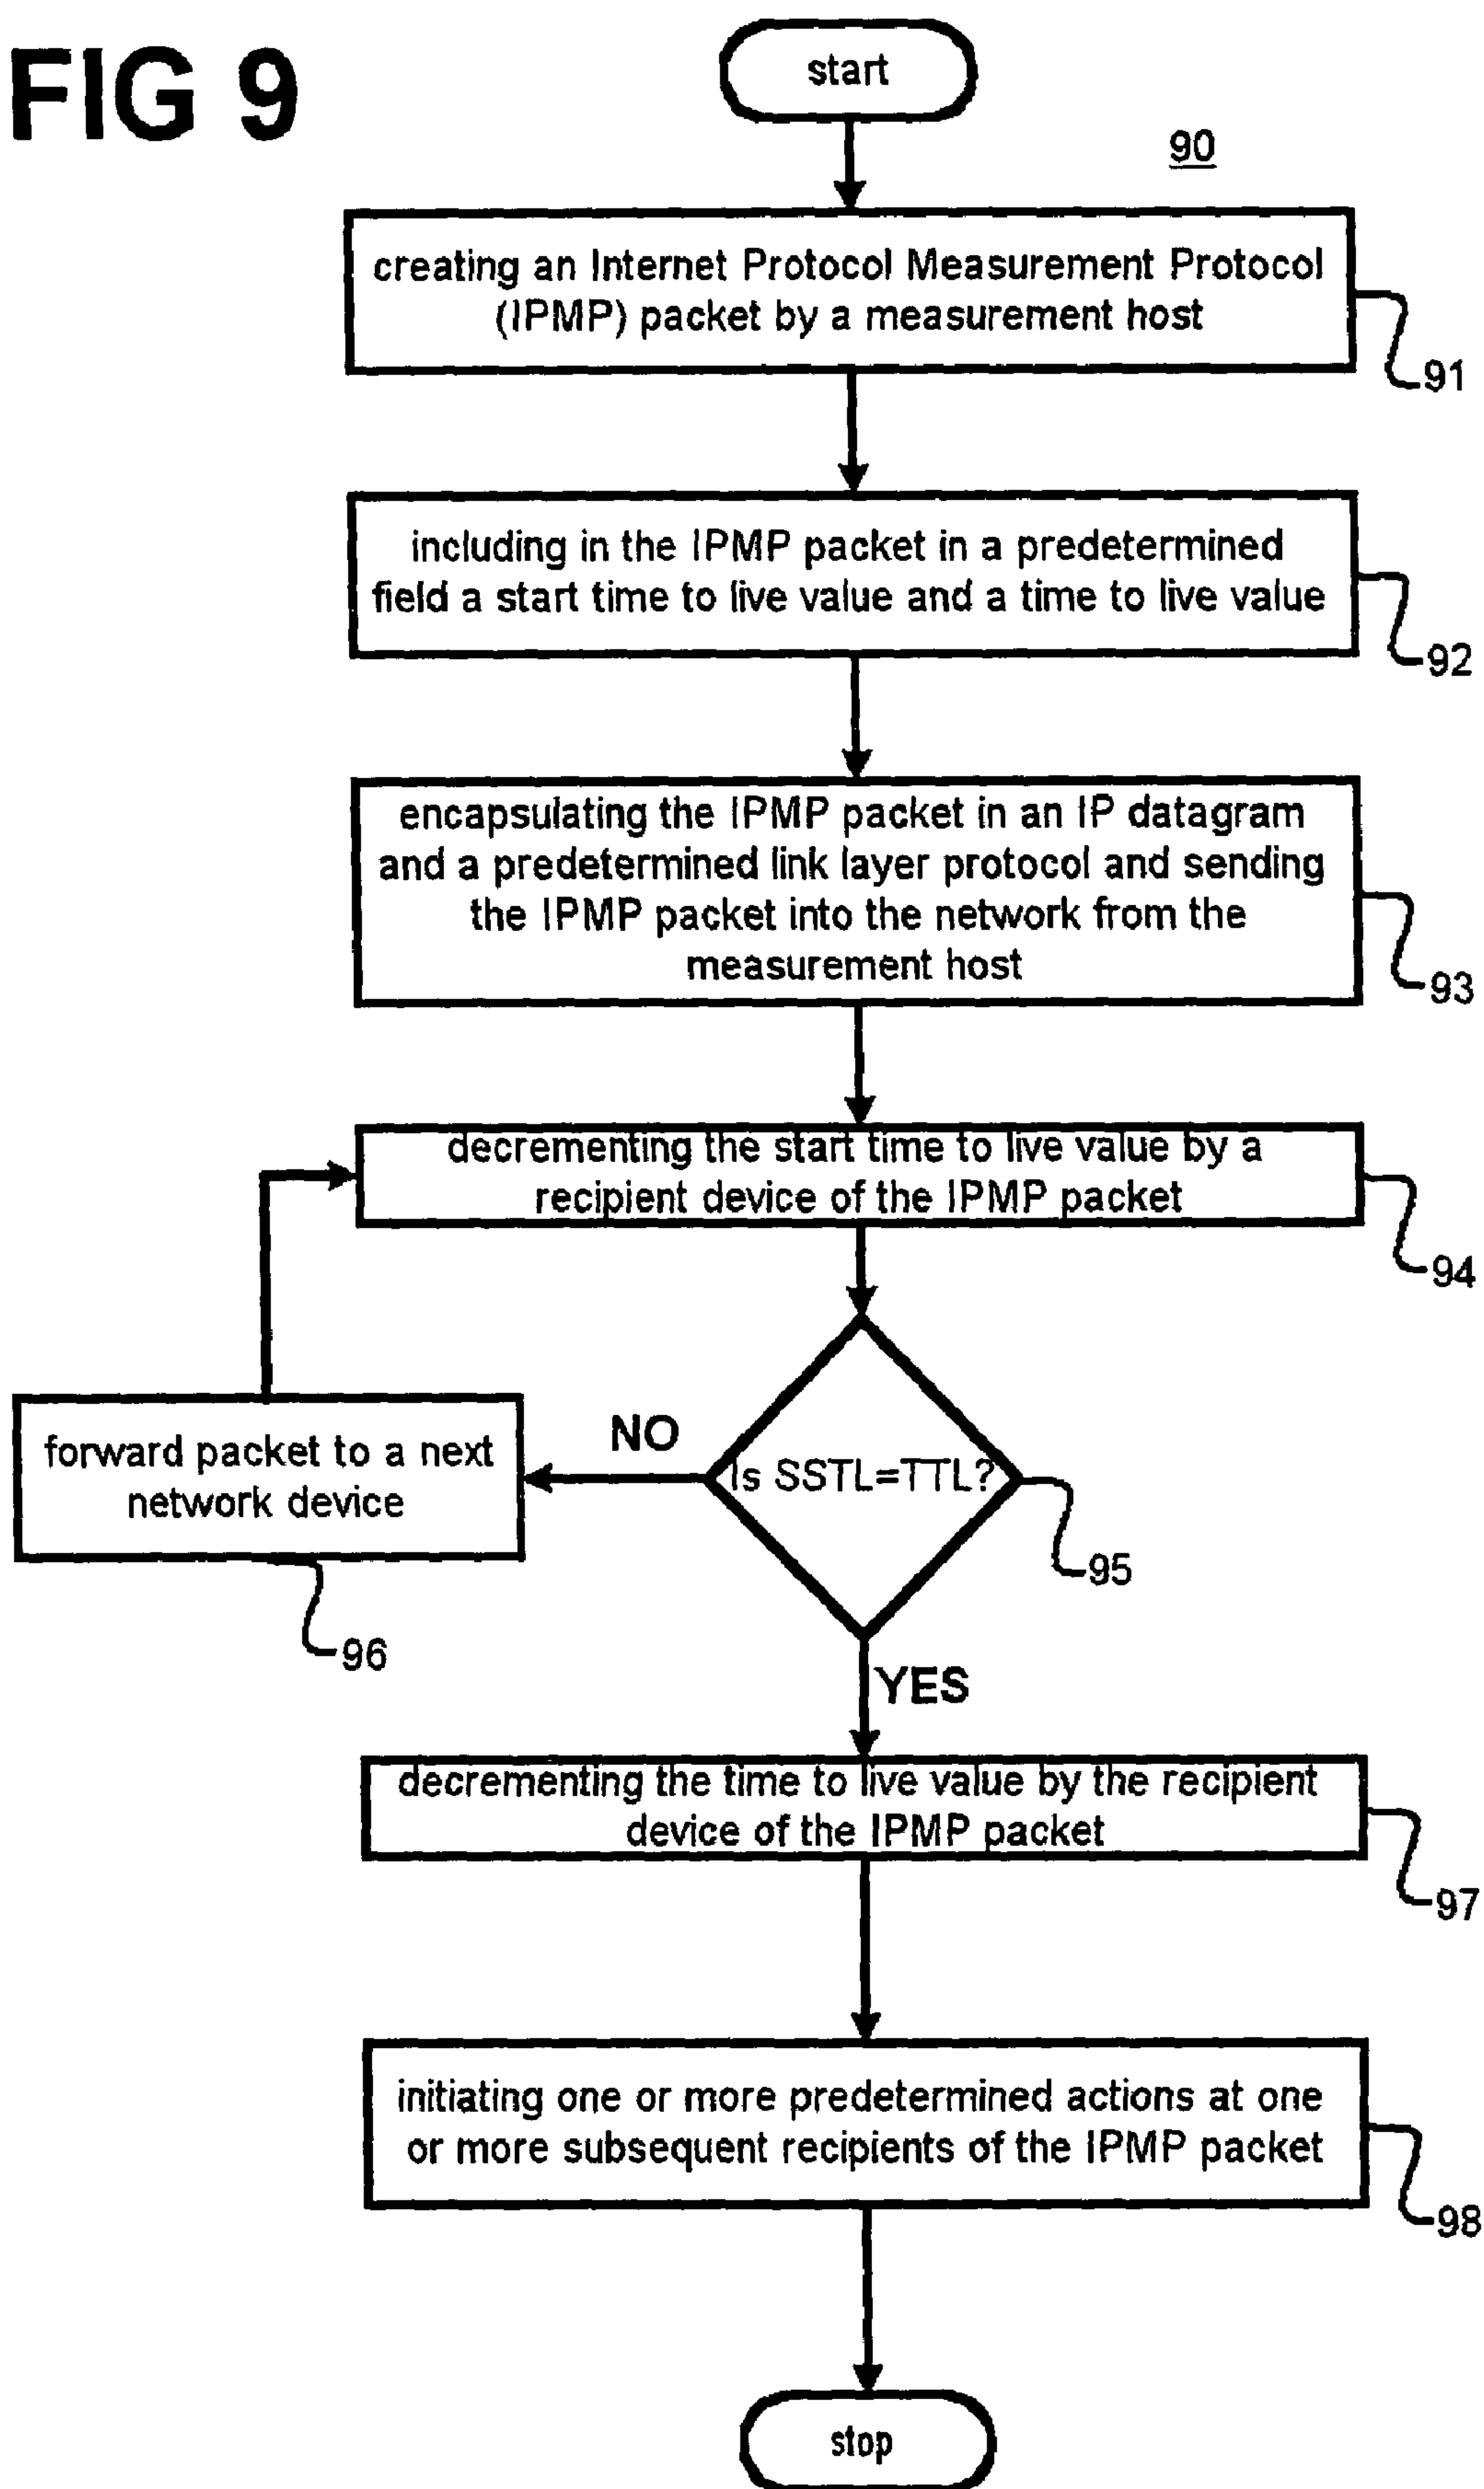 FIG 9
start
90
creating an Internet Protocol Measurement Protocol
(IPMP) packet by a measurement host
91
including in the IPMP packet in a predetermined
field a start time to live value and a time to live value
92
encapsulating the IPMP packet in an IP datagram
and a predetermined link layer protocol and sending
the IPMP packet into the network from the
measurement host
93
decrementing the start time to live value by a
recipient device of the IPMP packet
94
forward packet to a next
network device
96
NO
Is SSTL=TTL?
95
YES
decrementing the time to live value by the recipient
device of the IPMP packet
97
initiating one or more predetermined actions at one
or more subsequent recipients of the IPMP packet
98
stop